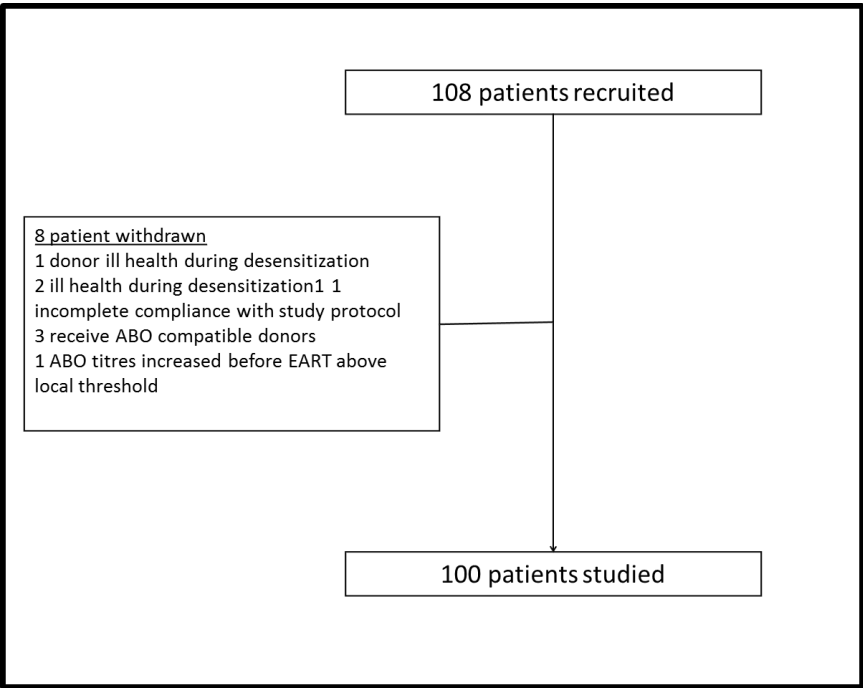 108 patients recruited
8 patient withdrawn
1 donor ill health during desensitization
2 ill health during desensitization1 1
incomplete compliance with study protocol
3 receive ABO compatible donors
1 ABO titres increased before EART above
local threshold
100 patients studied